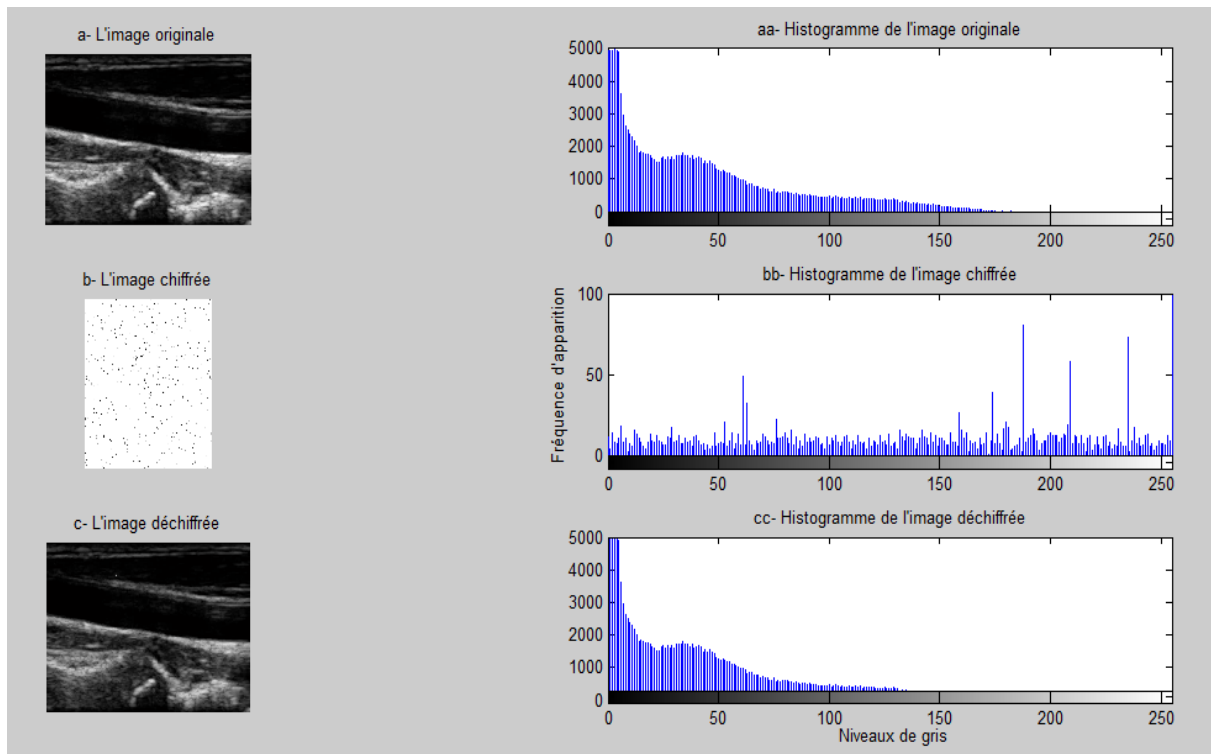 a- L'image originale
aa- Histogramme de l'image originale
5000
4000
3000
2000
1000
0
0 50 100 150 200 250
b- L'image chiffrée
bb- Histogramme de l'image chiffrée
Fréquence d'apparition
100
50
0
0 50 100 150 200 250
c- L'image déchiffrée
cc- Histogramme de l'image déchiffrée
5000
4000
3000
2000
1000
0
0 50 100 150 200 250
Niveaux de gris